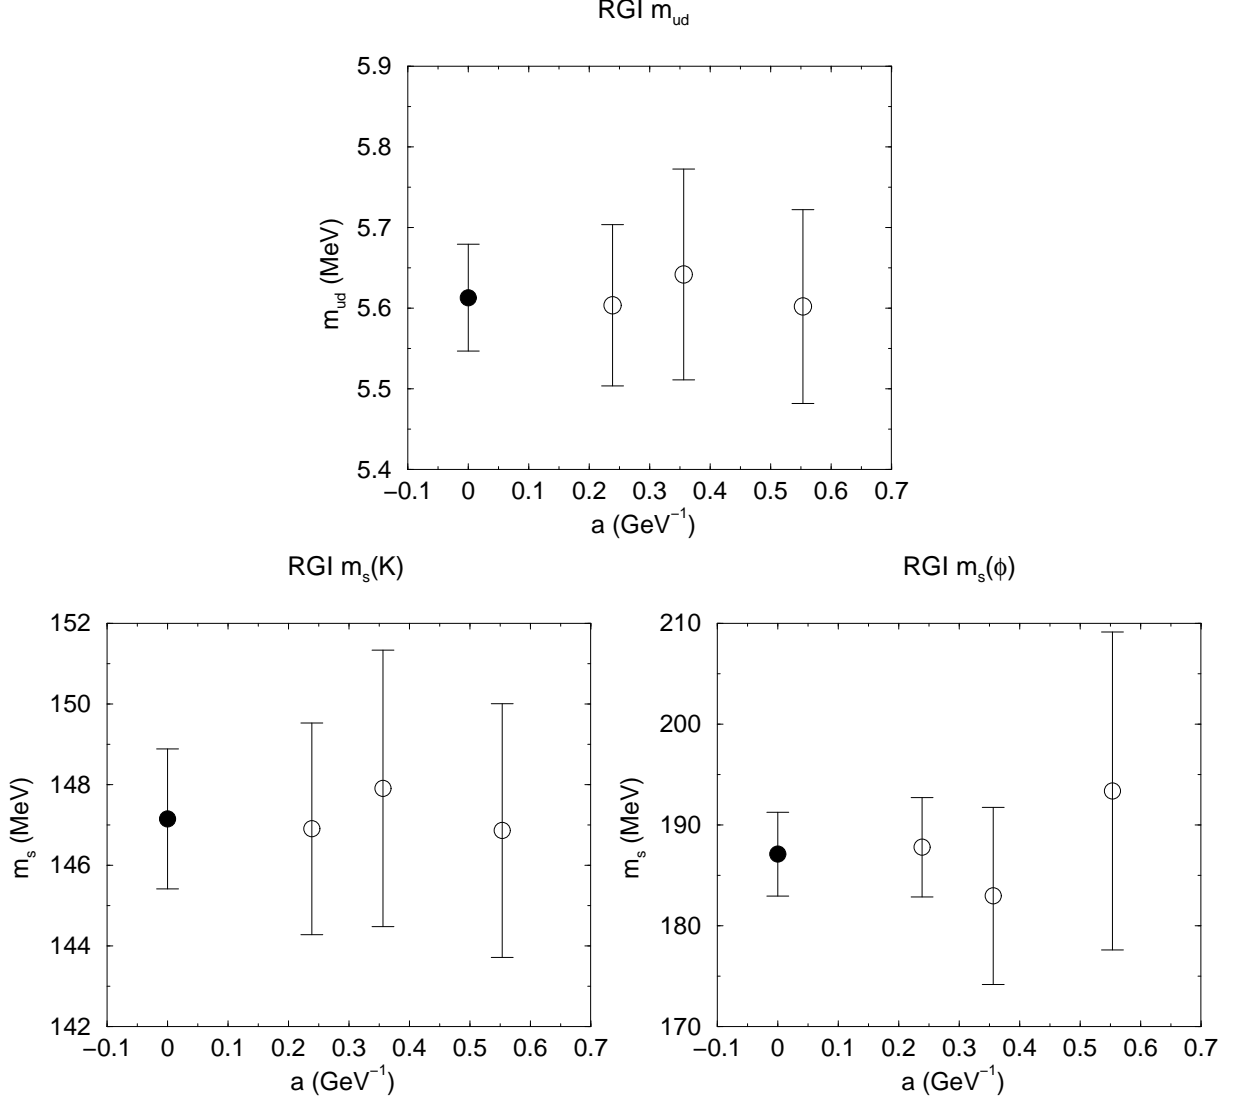 RGI m_ud
5.9
5.8
5.7
5.6
5.5
5.4
m_ud (MeV)
−0.1 0 0.1 0.2 0.3 0.4 0.5 0.6 0.7
a (GeV⁻¹)
RGI m_s(K)
152
150
148
146
144
142
m_s (MeV)
−0.1 0 0.1 0.2 0.3 0.4 0.5 0.6 0.7
a (GeV⁻¹)
RGI m_s(ϕ)
210
200
190
180
170
m_s (MeV)
−0.1 0 0.1 0.2 0.3 0.4 0.5 0.6 0.7
a (GeV⁻¹)